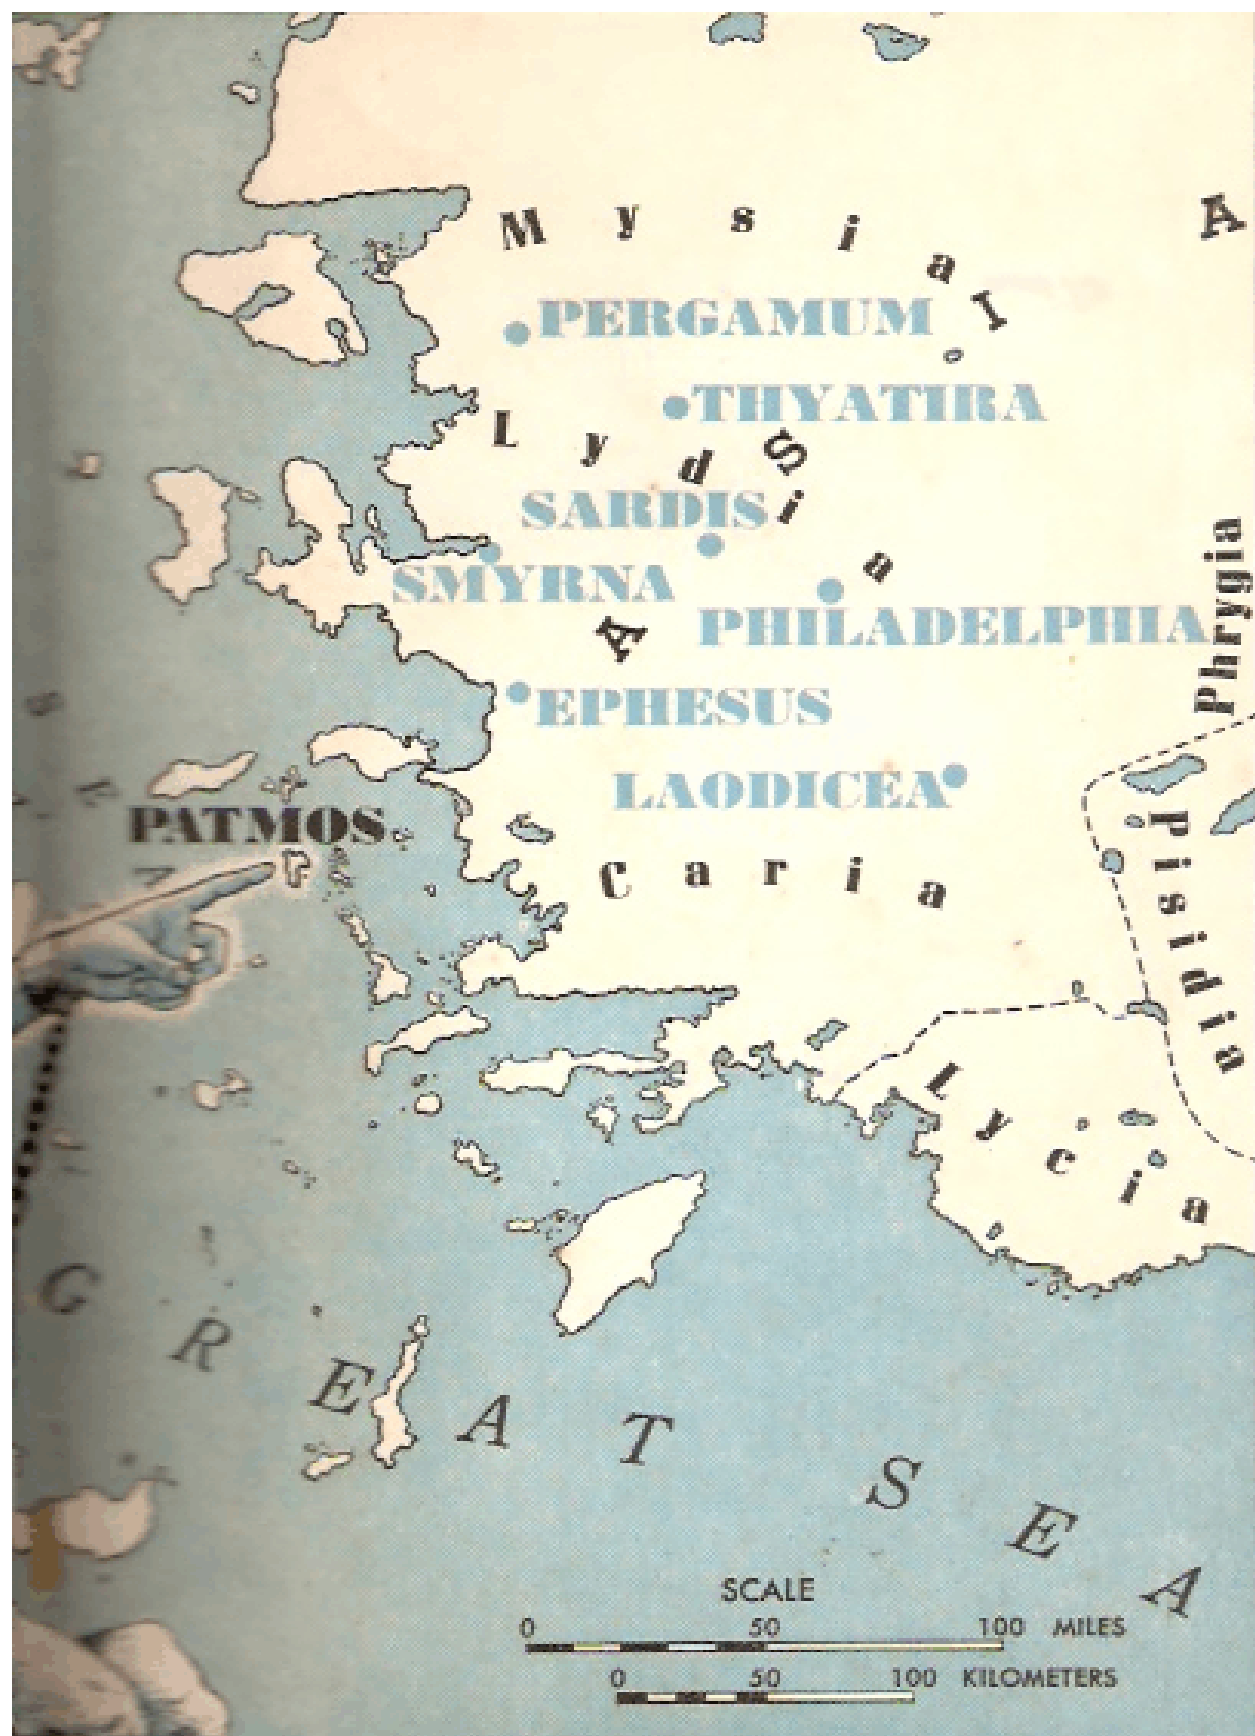 Mysia
A
PERGAMUM
THYATIRA
Lydia
SARDIS
SMYRNA
PHILADELPHIA
Phrygia
ASI
EPHESUS
LAODICEA
PATMOS
Caria
Pisidia
Lycia
GREAT SEA
SCALE
0 50 100 MILES
0 50 100 KILOMETERS